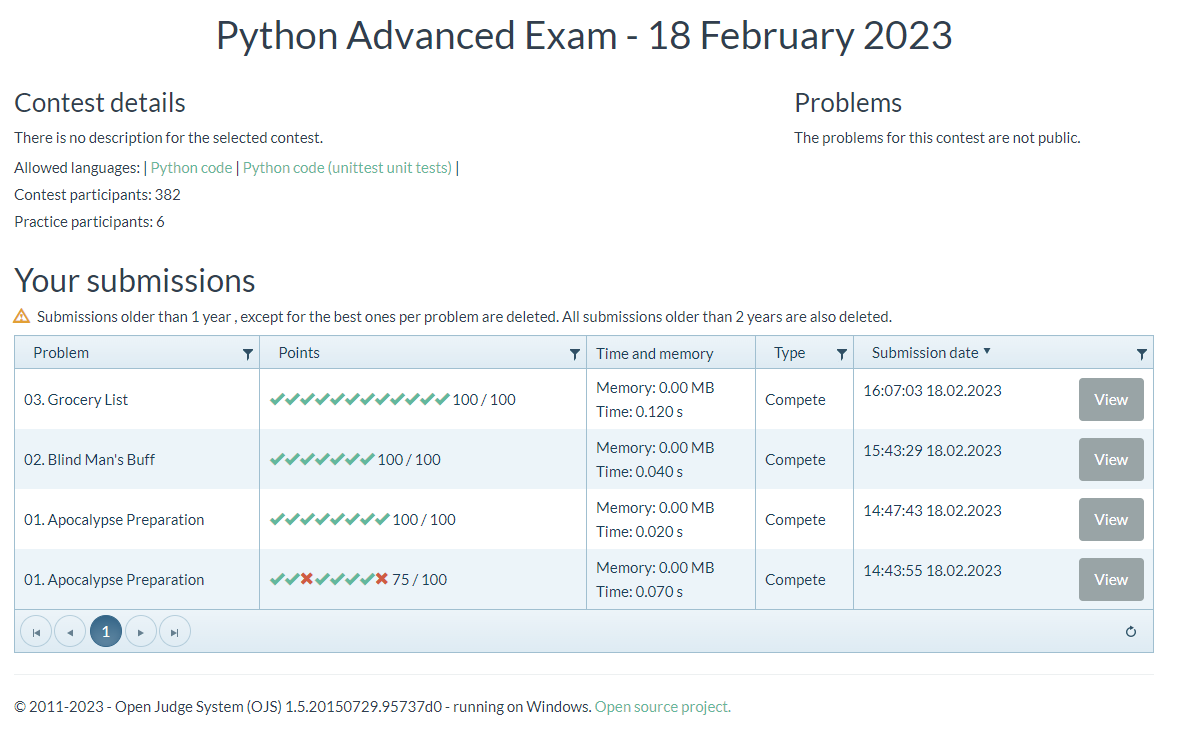 Python Advanced Exam - 18 February 2023
Contest details
There is no description for the selected contest.
Allowed languages: | Python code | Python code (unittest unit tests) |
Contest participants: 382
Practice participants: 6
Problems
The problems for this contest are not public.
Your submissions
Submissions older than 1 year , except for the best ones per problem are deleted. All submissions older than 2 years are also deleted.
Problem Points Time and memory Type Submission date
03. Grocery List 100 / 100 Memory: 0.00 MB Compete 16:07:03 18.02.2023 View
Time: 0.120 s
02. Blind Man's Buff 100 / 100 Memory: 0.00 MB Compete 15:43:29 18.02.2023 View
Time: 0.040 s
01. Apocalypse Preparation 100 / 100 Memory: 0.00 MB Compete 14:47:43 18.02.2023 View
Time: 0.020 s
01. Apocalypse Preparation 75 / 100 Memory: 0.00 MB Compete 14:43:55 18.02.2023 View
Time: 0.070 s
1
© 2011-2023 - Open Judge System (OJS) 1.5.20150729.95737d0 - running on Windows. Open source project.